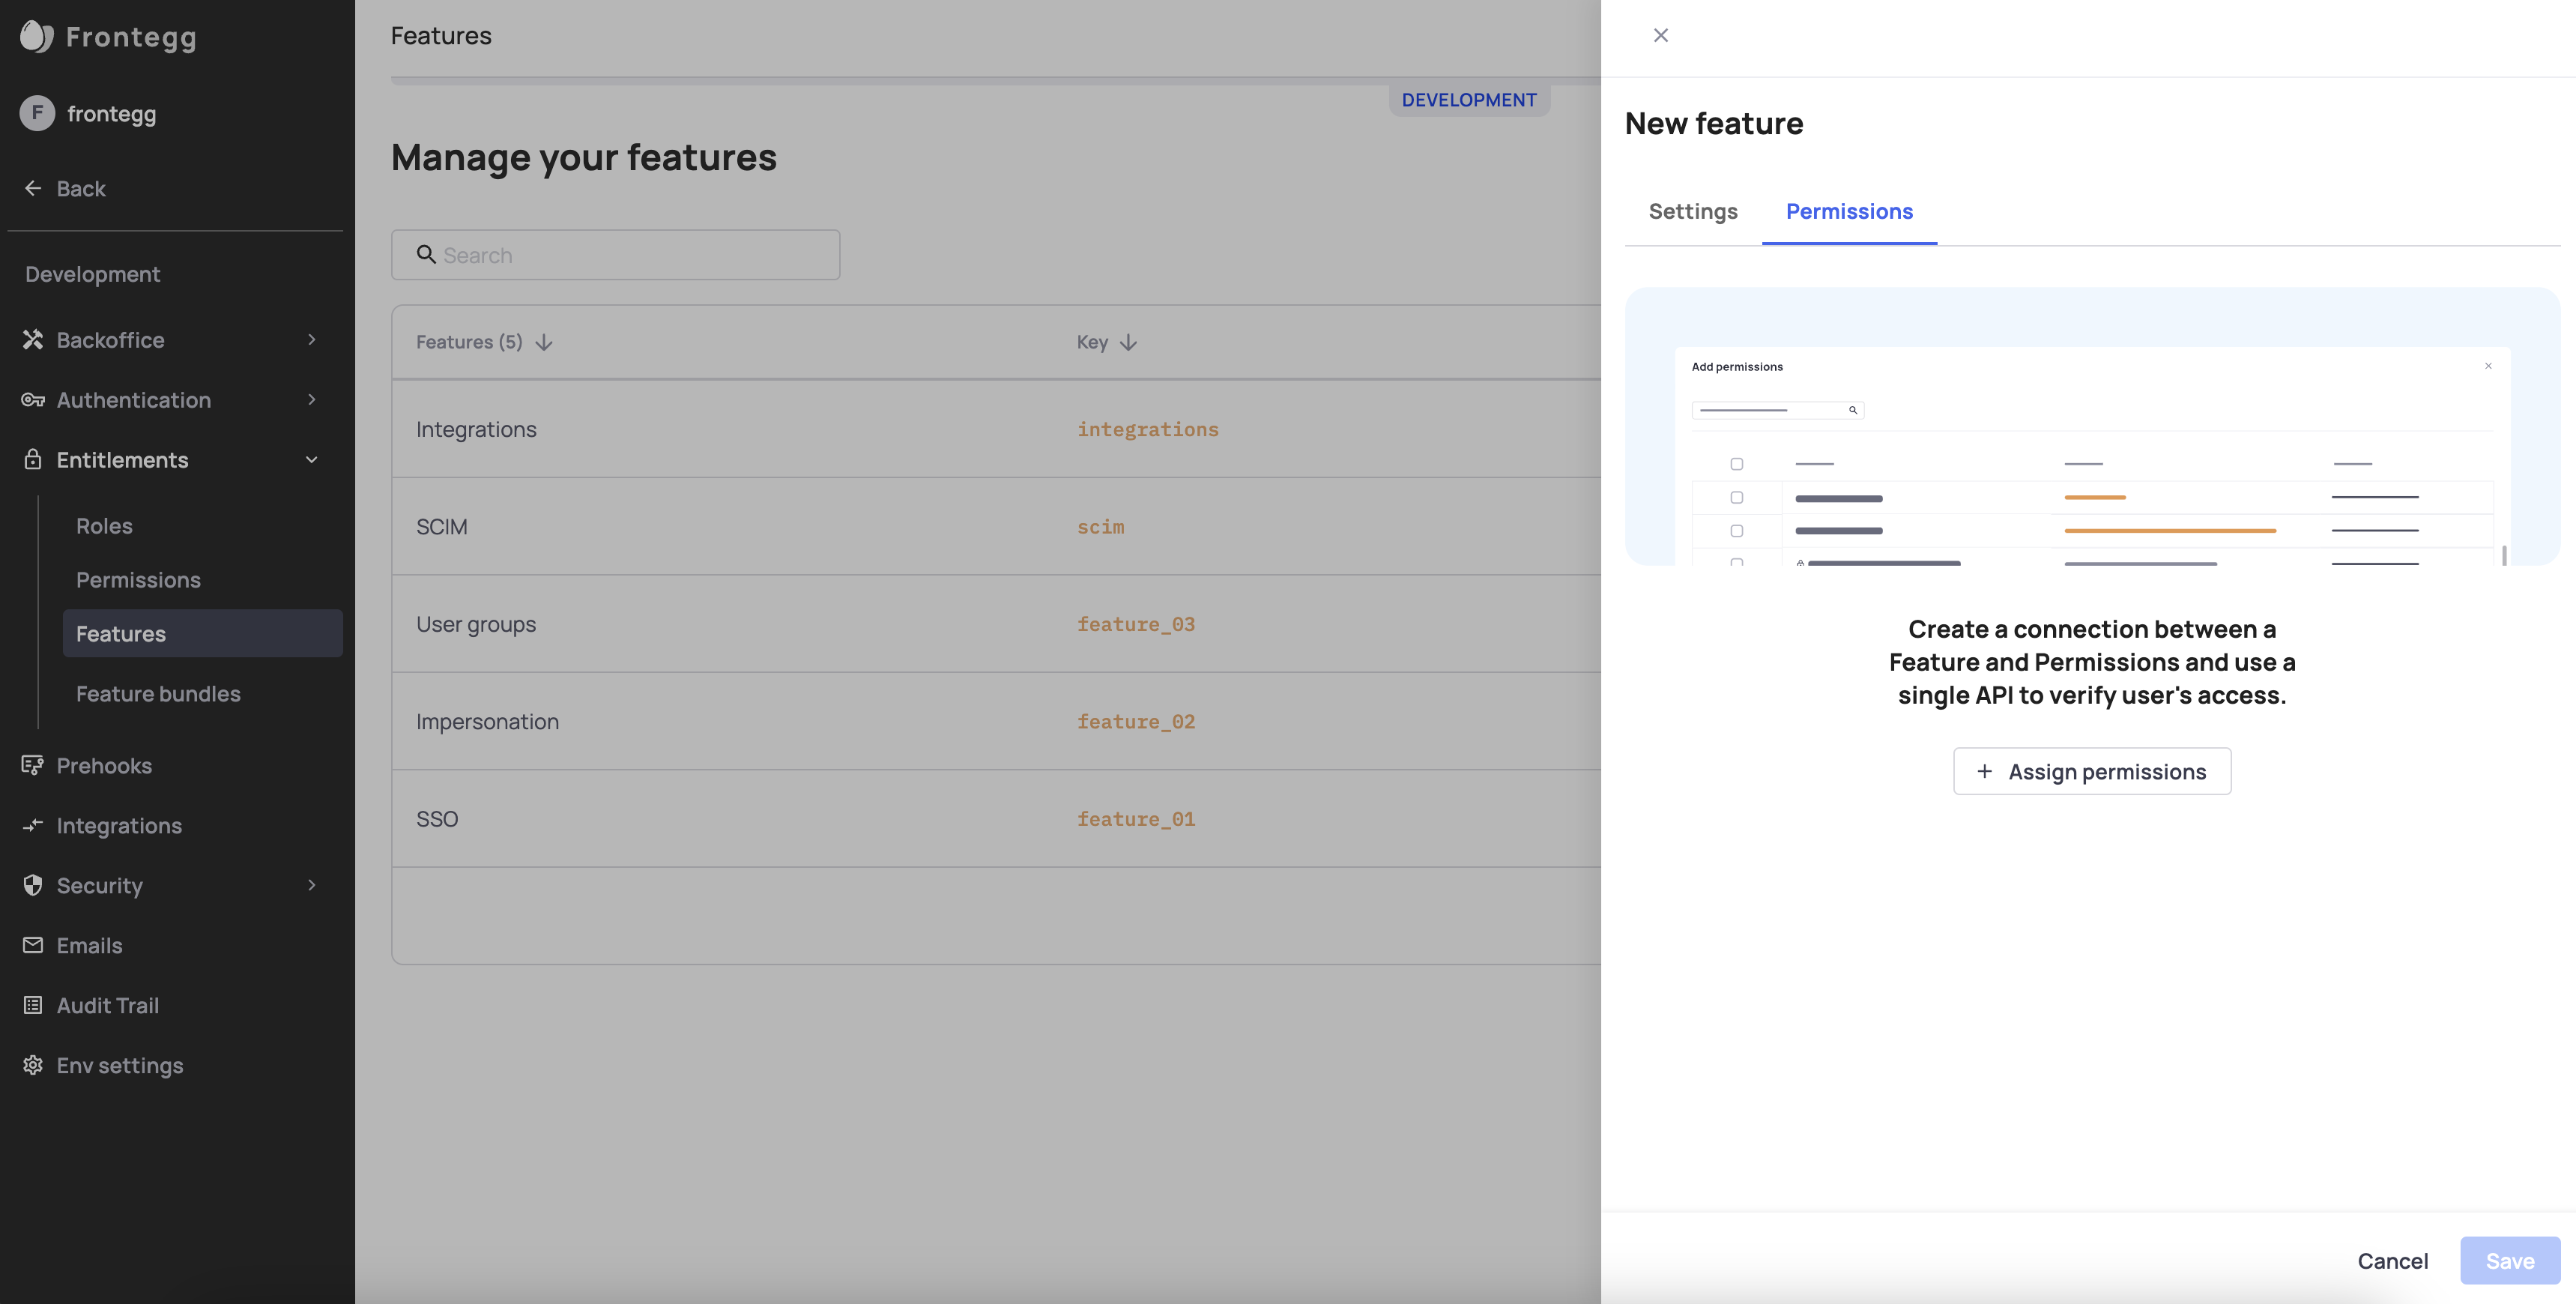 Frontegg
F frontegg
Back
Development
Backoffice
Authentication
Entitlements
Roles
Permissions
Features
Feature bundles
Prehooks
Integrations
Security
Emails
Audit Trail
Env settings
Features
DEVELOPMENT
Manage your features
Search
Features (5) Key
Integrations integrations
SCIM scim
User groups feature_03
Impersonation feature_02
SSO feature_01
New feature
Settings Permissions
Add permissions
Create a connection between a
Feature and Permissions and use a
single API to verify user's access.
+ Assign permissions
Cancel Save